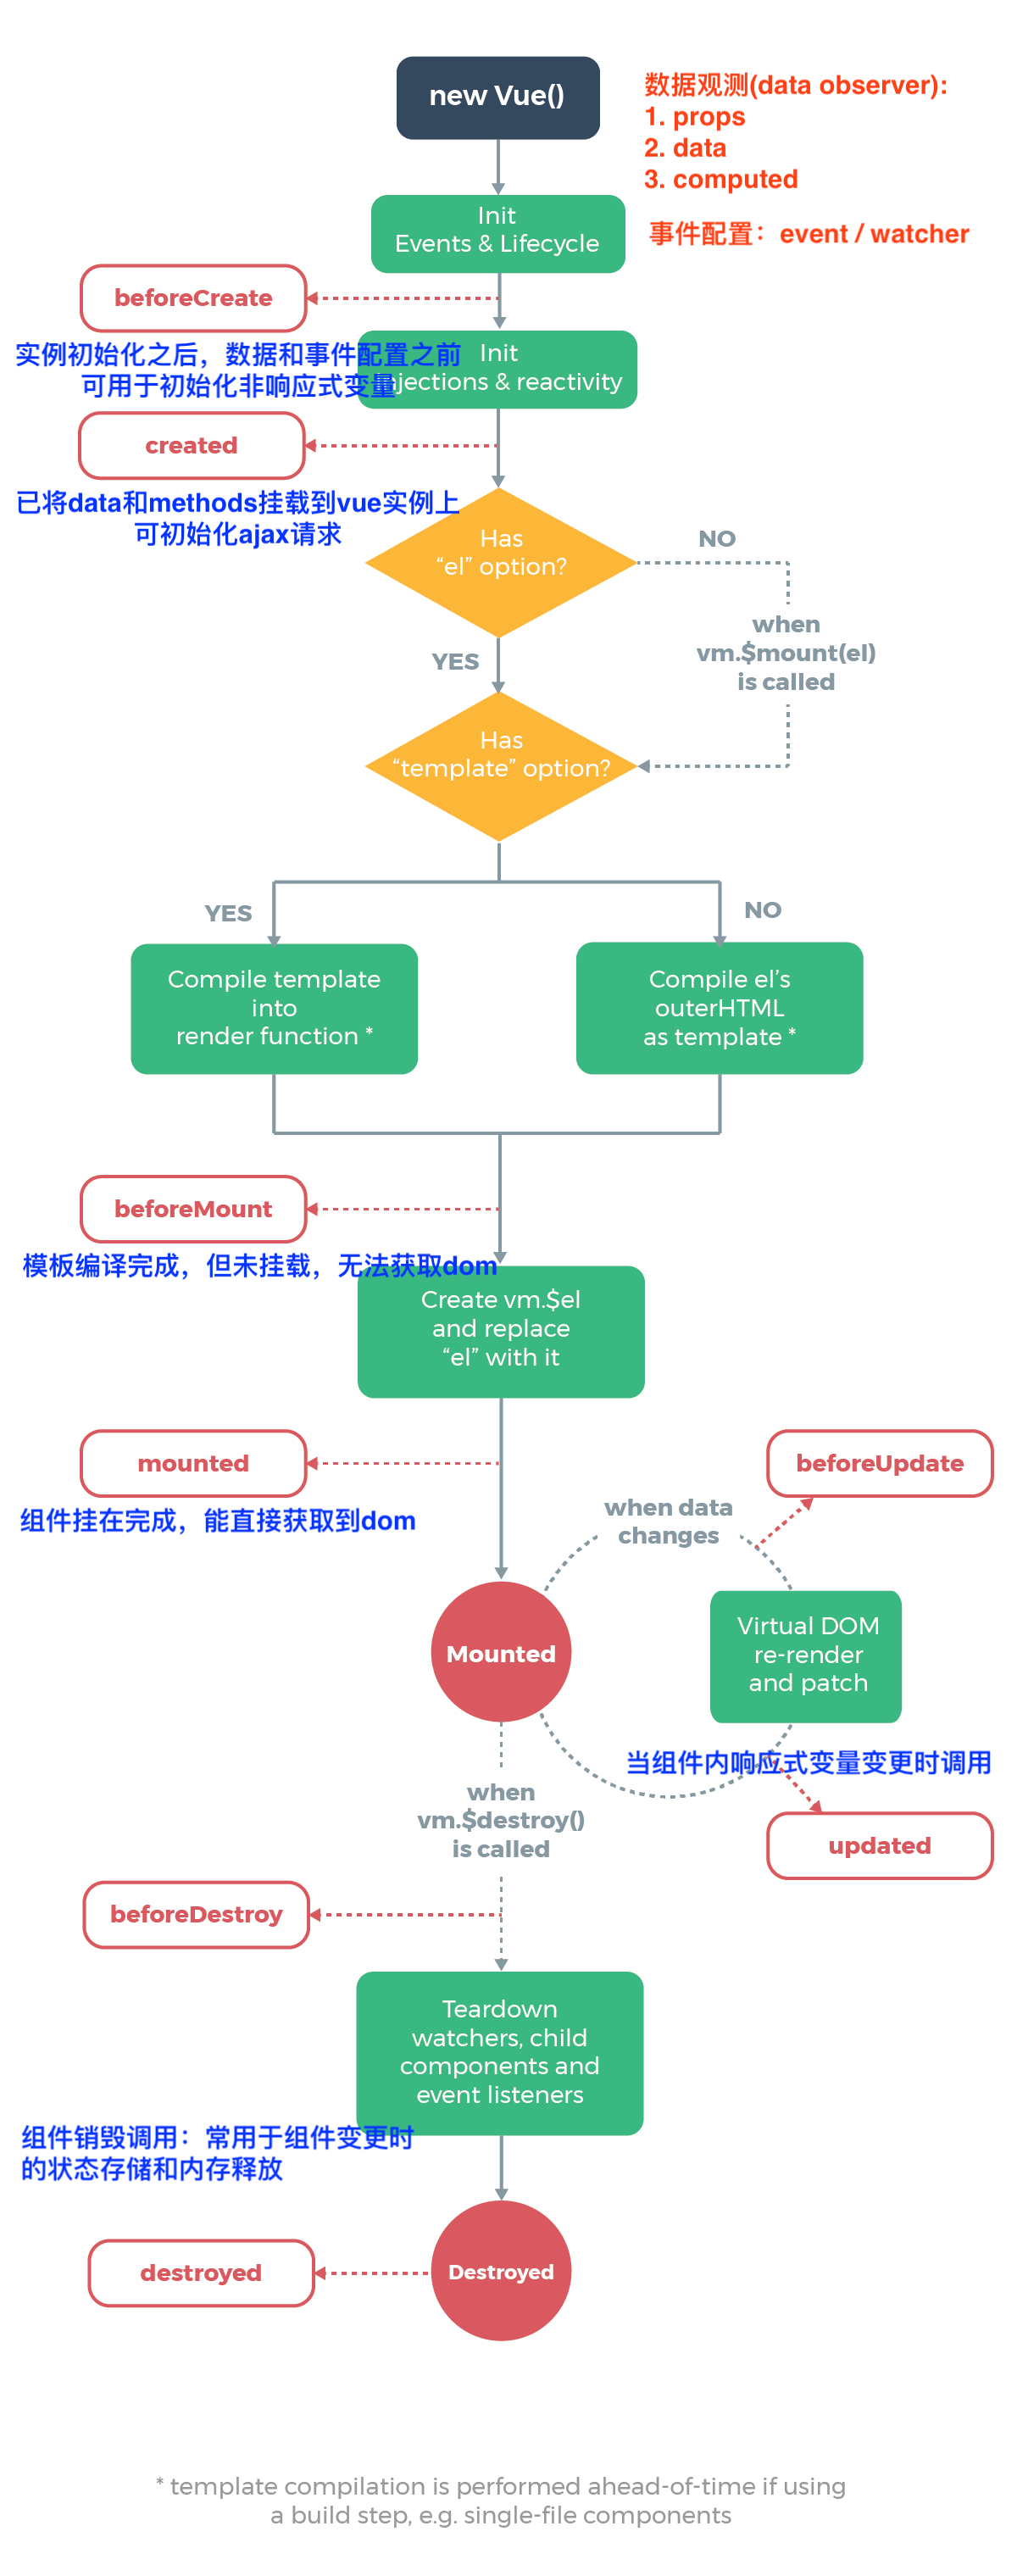 new Vue()
数据观测(data observer):
1. props
2. data
3. computed
事件配置：event / watcher
Init
Events & Lifecycle
beforeCreate
实例初始化之后，数据和事件配置之前
可用于初始化非响应式变量
Init
njections & reactivity
created
已将data和methods挂载到vue实例上
可初始化ajax请求
Has
“el” option?
NO
when
vm.$mount(el)
is called
YES
Has
“template” option?
YES
NO
Compile template
into
render function *
Compile el’s
outerHTML
as template *
beforeMount
模板编译完成，但未挂载，无法获取dom
Create vm.$el
and replace
“el” with it
mounted
组件挂在完成，能直接获取到dom
beforeUpdate
when data
changes
Mounted
Virtual DOM
re-render
and patch
当组件内响应式变量变更时调用
when
vm.$destroy()
is called
updated
beforeDestroy
Teardown
watchers, child
components and
event listeners
组件销毁调用：常用于组件变更时
的状态存储和内存释放
destroyed
Destroyed
* template compilation is performed ahead-of-time if using
a build step, e.g. single-file components